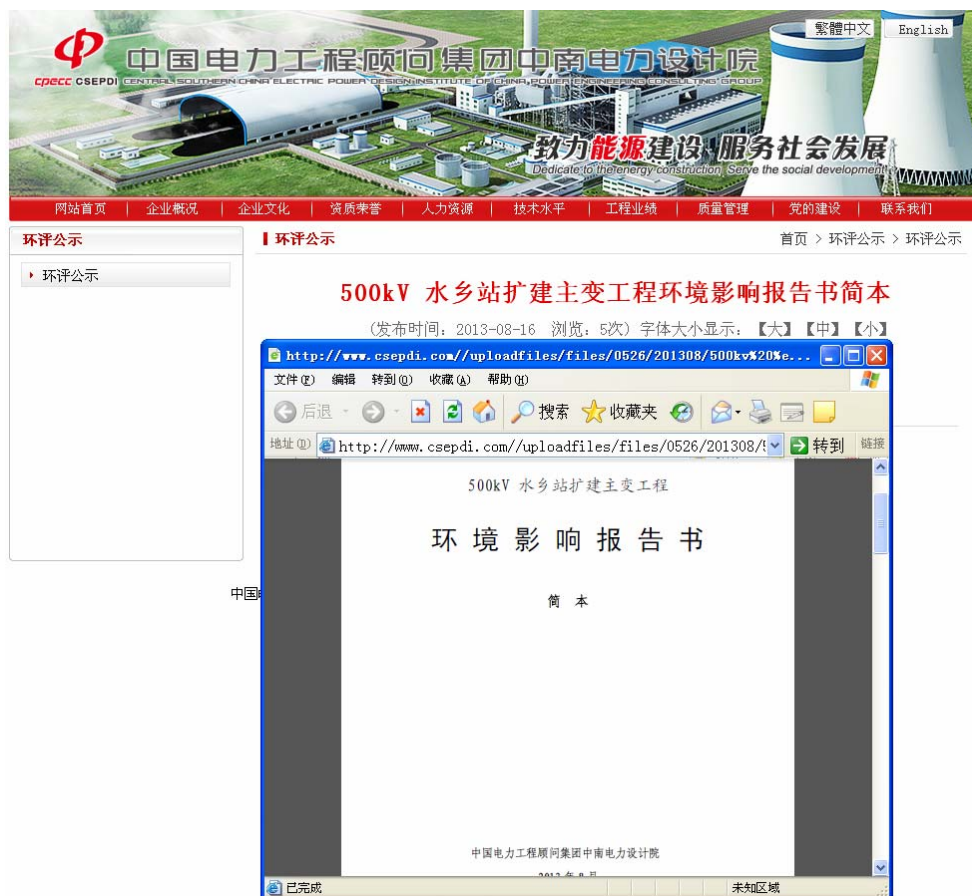 繁體中文 English
中国电力工程顾问集团中南电力设计院
CPECC CSEPDI CENTRAL SOUTHERN CHINA ELECTRIC POWER DESIGN INSTITUTE OF CHINA POWER ENGINEERING CONSULTING GROUP
致力能源建设 服务社会发展
Dedicate to the energy construction Serve the social development
网站首页 | 企业概况 | 企业文化 | 资质荣誉 | 人力资源 | 技术水平 | 工程业绩 | 质量管理 | 党的建设 | 联系我们
环评公示
环评公示
环评公示 首页 > 环评公示 > 环评公示
500kV 水乡站扩建主变工程环境影响报告书简本
(发布时间: 2013-08-16 浏览: 5次) 字体大小显示: 【大】 【中】 【小】
http://www.csepdi.com//uploadfiles/files/0526/201308/500kv%20%e...
文件(F) 编辑 转到(G) 收藏(A) 帮助(H)
后退 搜索 收藏夹
地址(D) http://www.csepdi.com//uploadfiles/files/0526/201308/ 转到 链接
500kV 水乡站扩建主变工程
环境影响报告书
简 本
中国电力工程顾问集团中南电力设计院
2013 年 8 月
已完成 未知区域
中国